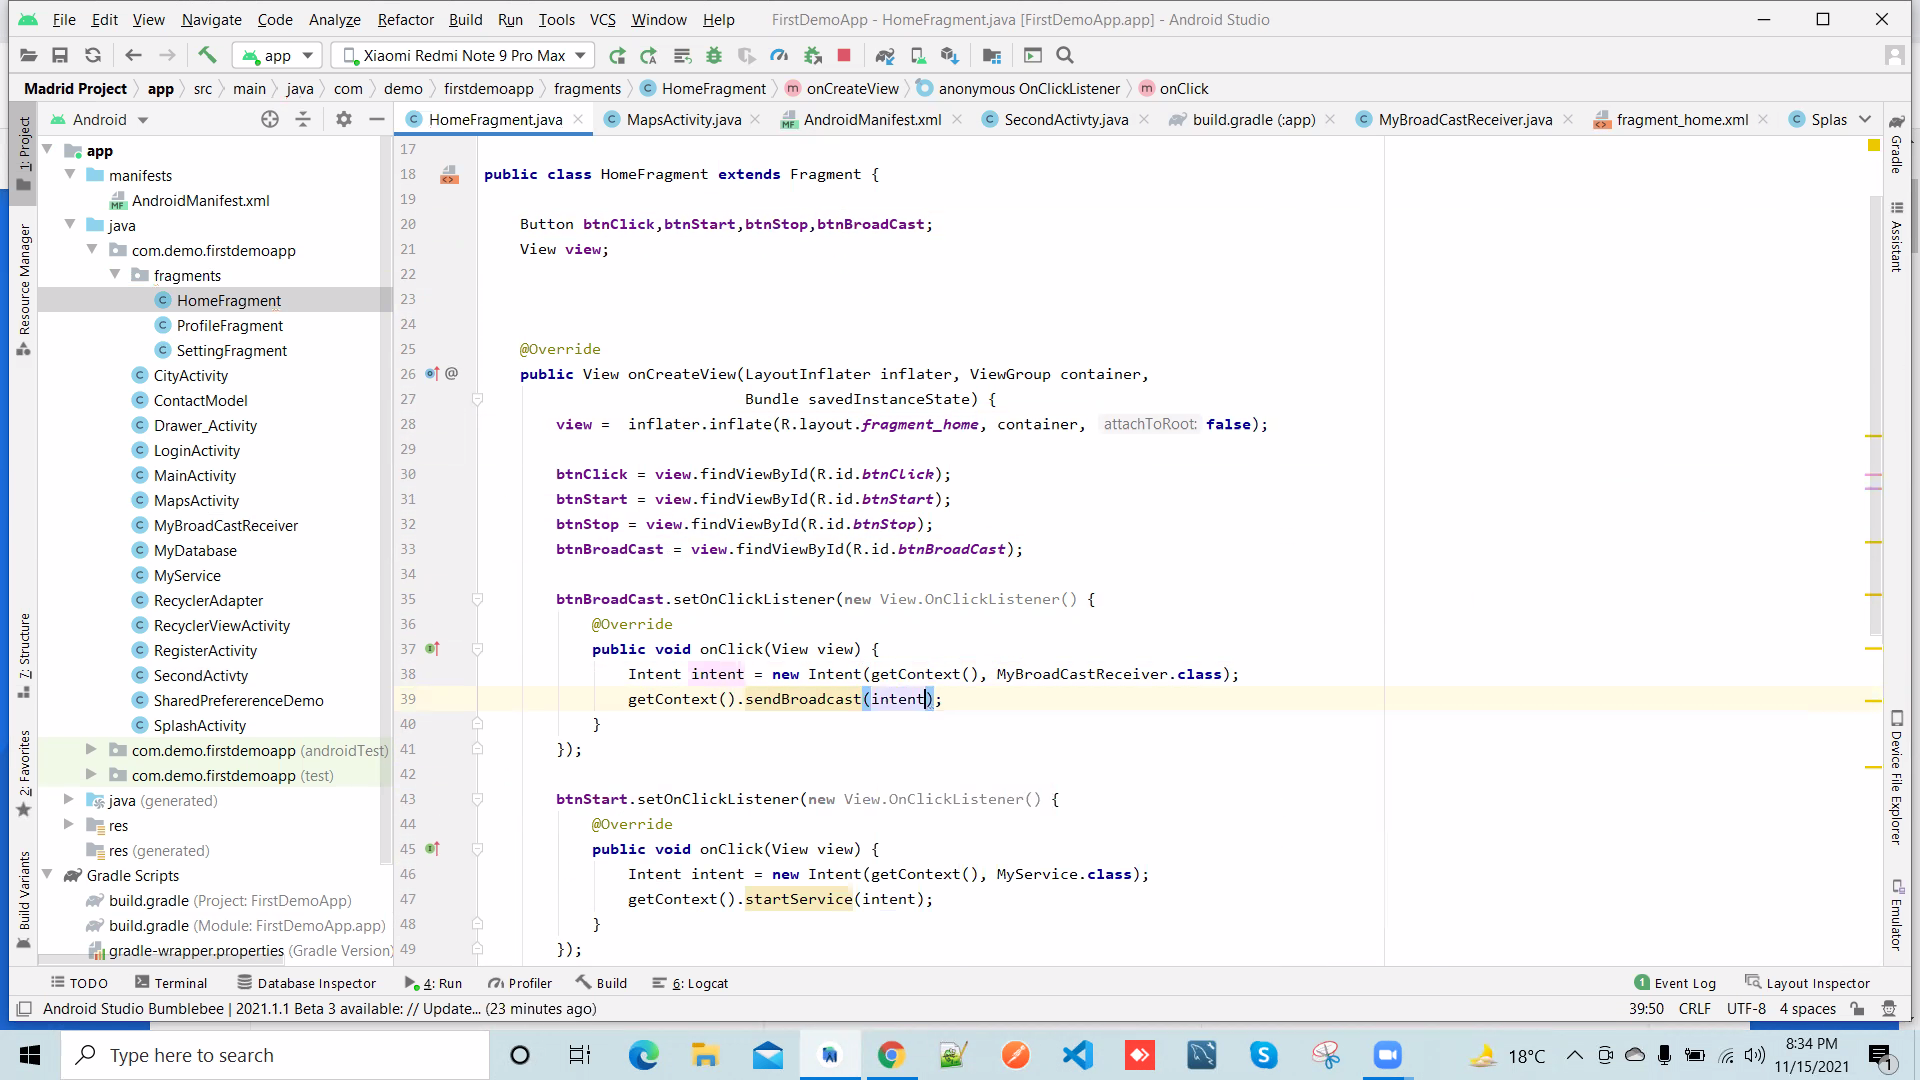 File Edit View Navigate Code Analyze Refactor Build Run Tools VCS Window Help FirstDemoApp - HomeFragment.java [FirstDemoApp.app] - Android Studio
app Xiaomi Redmi Note 9 Pro Max
Madrid Project app src main java com demo firstdemoapp fragments HomeFragment onCreateView anonymous OnClickListener onClick
Android HomeFragment.java MapsActivity.java AndroidManifest.xml SecondActivty.java build.gradle (:app) MyBroadCastReceiver.java fragment_home.xml Splas
1: Project
Resource Manager
7: Structure
2: Favorites
Build Variants
app
manifests
AndroidManifest.xml
java
com.demo.firstdemoapp
fragments
HomeFragment
ProfileFragment
SettingFragment
CityActivity
ContactModel
Drawer_Activity
LoginActivity
MainActivity
MapsActivity
MyBroadCastReceiver
MyDatabase
MyService
RecyclerAdapter
RecyclerViewActivity
RegisterActivity
SecondActivty
SharedPrefererenceDemo
SplashActivity
com.demo.firstdemoapp (androidTest)
com.demo.firstdemoapp (test)
java (generated)
res
res (generated)
Gradle Scripts
build.gradle (Project: FirstDemoApp)
build.gradle (Module: FirstDemoApp.app)
gradle-wrapper.properties (Gradle Version)
17
18 public class HomeFragment extends Fragment {
19
20 Button btnClick,btnStart,btnStop,btnBroadCast;
21 View view;
22
23
24
25 @Override
26 public View onCreateView(LayoutInflater inflater, ViewGroup container,
27 Bundle savedInstanceState) {
28 view = inflater.inflate(R.layout.fragment_home, container, attachToRoot: false);
29
30 btnClick = view.findViewById(R.id.btnClick);
31 btnStart = view.findViewById(R.id.btnStart);
32 btnStop = view.findViewById(R.id.btnStop);
33 btnBroadCast = view.findViewById(R.id.btnBroadCast);
34
35 btnBroadCast.setOnClickListener(new View.OnClickListener() {
36 @Override
37 public void onClick(View view) {
38 Intent intent = new Intent(getContext(), MyBroadCastReceiver.class);
39 getContext().sendBroadcast(intent);
40 }
41 });
42
43 btnStart.setOnClickListener(new View.OnClickListener() {
44 @Override
45 public void onClick(View view) {
46 Intent intent = new Intent(getContext(), MyService.class);
47 getContext().startService(intent);
48 }
49 });
Gradle
Assistant
Device File Explorer
Emulator
TODO Terminal Database Inspector 4: Run Profiler Build 6: Logcat 1 Event Log Layout Inspector
Android Studio Bumblebee | 2021.1.1 Beta 3 available: // Update... (23 minutes ago) 39:50 CRLF UTF-8 4 spaces
Type here to search 18°C 8:34 PM
11/15/2021 1